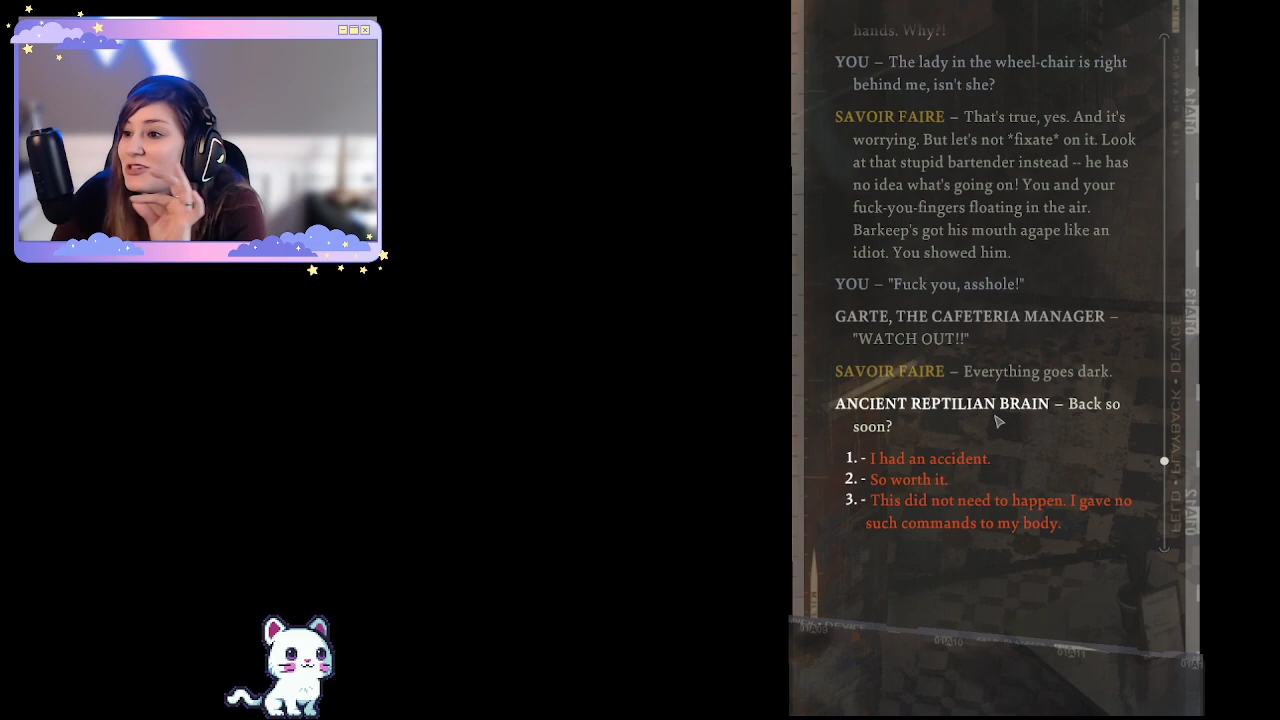 hands. Why?!
YOU – The lady in the wheel-chair is right
behind me, isn't she?
SAVOIR FAIRE – That's true, yes. And it's
worrying. But let's not *fixate* on it. Look
at that stupid bartender instead -- he has
no idea what's going on! You and your
fuck-you-fingers floating in the air.
Barkeep's got his mouth agape like an
idiot. You showed him.
YOU – "Fuck you, asshole!"
GARTE, THE CAFETERIA MANAGER –
"WATCH OUT!!"
SAVOIR FAIRE – Everything goes dark.
ANCIENT REPTILIAN BRAIN – Back so
soon?
1. - I had an accident.
2. - So worth it.
3. - This did not need to happen. I gave no
such commands to my body.
FELD • PLAYBACK • DEVICE